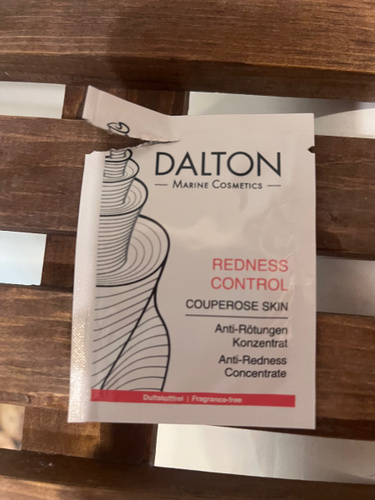 DALTON
— MARINE COSMETICS —
REDNESS
CONTROL
COUPEROSE SKIN
Anti-Rötungen
Konzentrat
Anti-Redness
Concentrate
Duftstofffrei | Fragrance-free